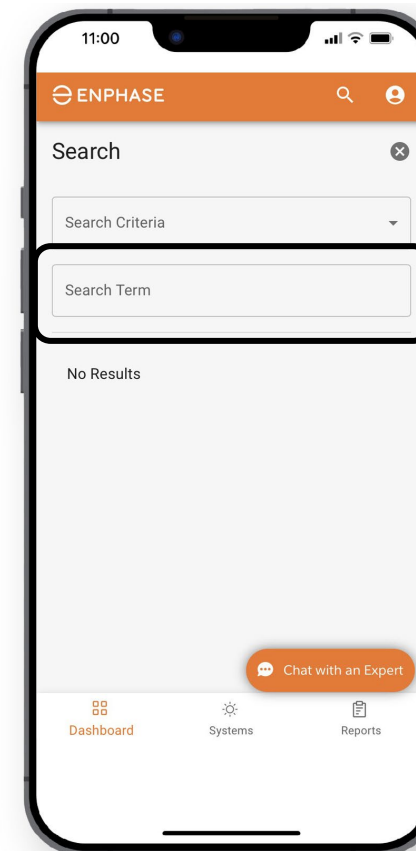 11:00
ENPHASE
Search
Search Criteria
Search Term
No Results
Chat with an Expert
Dashboard
Systems
Reports